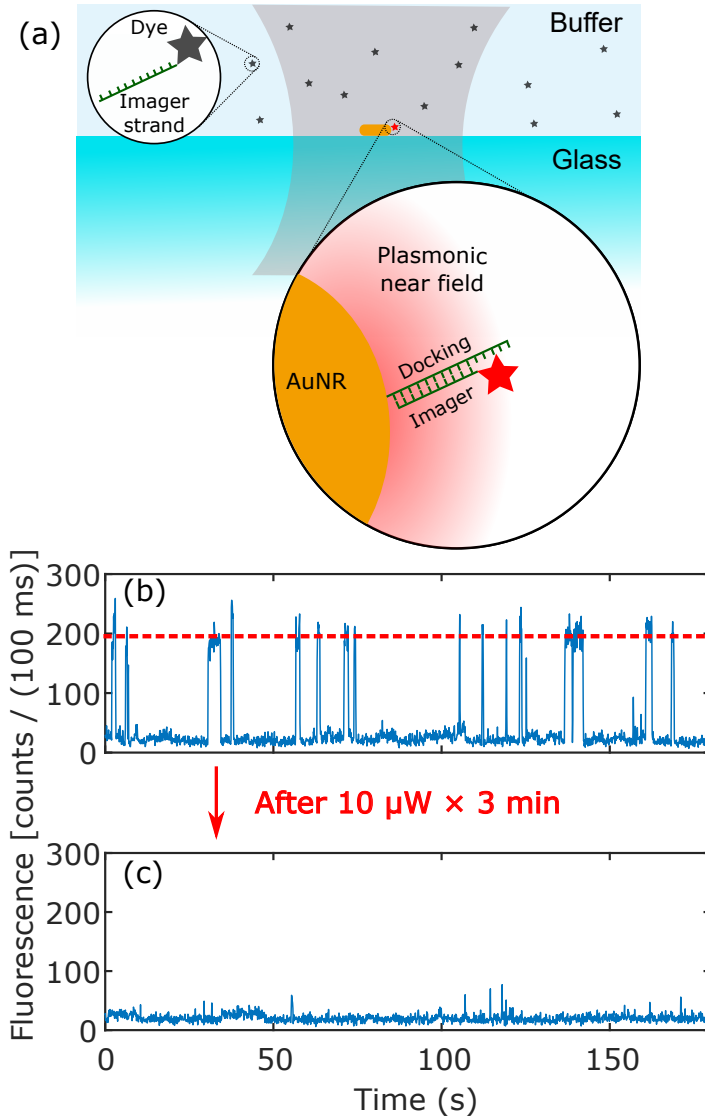 (a)
Dye
Imager
strand
Buffer
Glass
Plasmonic
near field
AuNR
Docking
Imager
Fluorescence [counts / (100 ms)]
(b)
300
200
100
0
After 10 μW × 3 min
(c)
300
200
100
0
0
50
100
150
Time (s)